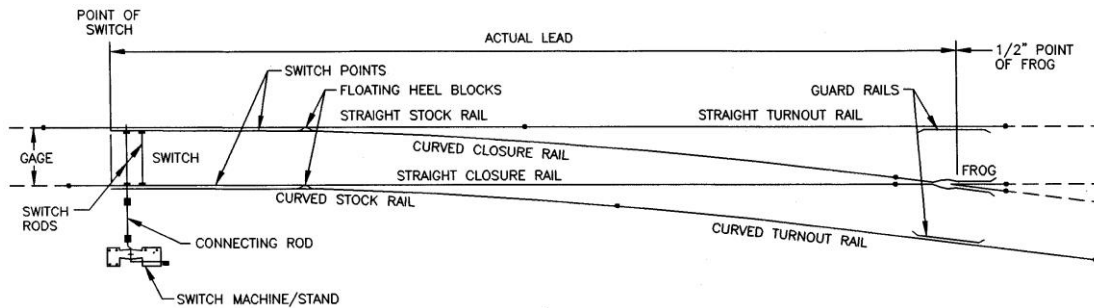 POINT OF
SWITCH
ACTUAL LEAD
1/2" POINT
OF FROG
SWITCH POINTS
FLOATING HEEL BLOCKS
GUARD RAILS
STRAIGHT STOCK RAIL
STRAIGHT TURNOUT RAIL
GAGE
SWITCH
CURVED CLOSURE RAIL
STRAIGHT CLOSURE RAIL
FROG
SWITCH
RODS
CURVED STOCK RAIL
CURVED TURNOUT RAIL
CONNECTING ROD
SWITCH MACHINE/STAND